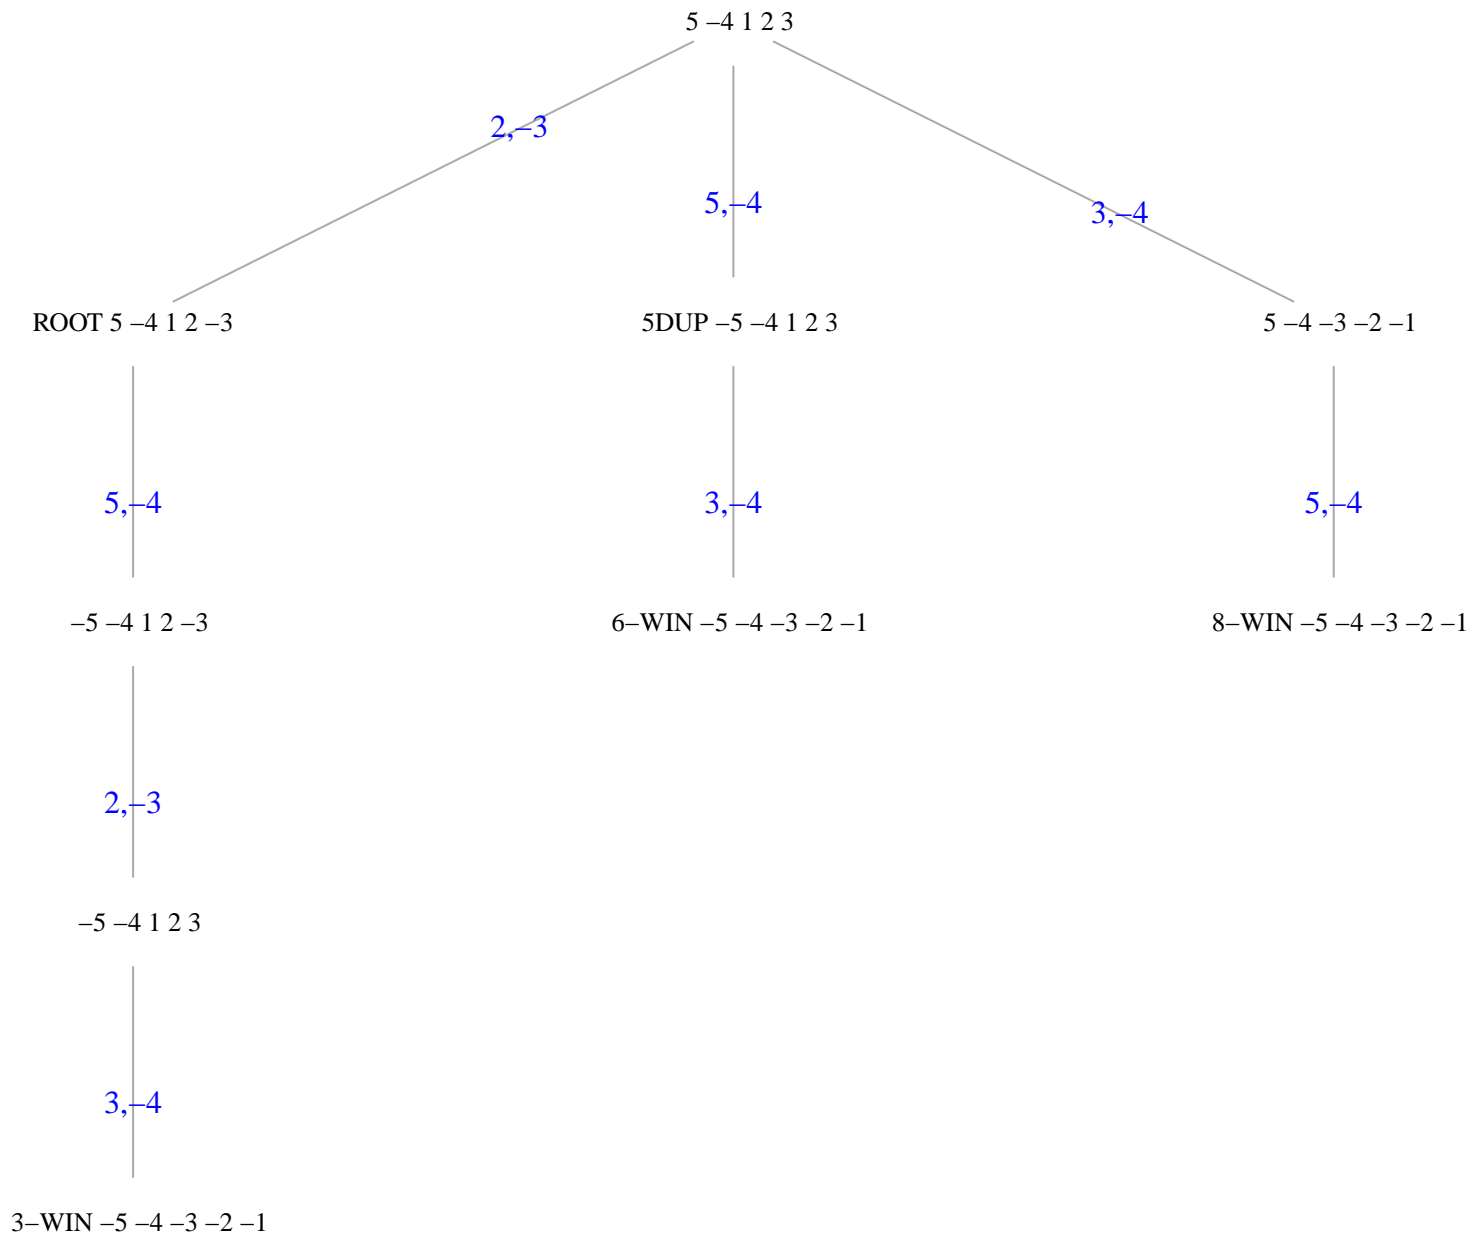 5 –4 1 2 3
2,–3
5,–4
3,–4
ROOT 5 –4 1 2 –3
5DUP –5 –4 1 2 3
5 –4 –3 –2 –1
5,–4
3,–4
5,–4
–5 –4 1 2 –3
6–WIN –5 –4 –3 –2 –1
8–WIN –5 –4 –3 –2 –1
2,–3
–5 –4 1 2 3
3,–4
3–WIN –5 –4 –3 –2 –1